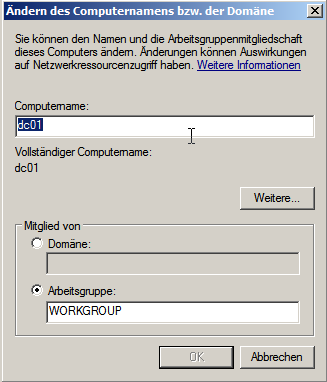 Ändern des Computernamens bzw. der Domäne
Sie können den Namen und die Arbeitsgruppenmitgliedschaft
dieses Computers ändern. Änderungen können Auswirkungen
auf Netzwerkressourcenzugriff haben. Weitere Informationen
Computername:
dc01
Vollständiger Computername:
dc01
Weitere...
Mitglied von
Domäne:
Arbeitsgruppe:
WORKGROUP
OK
Abbrechen